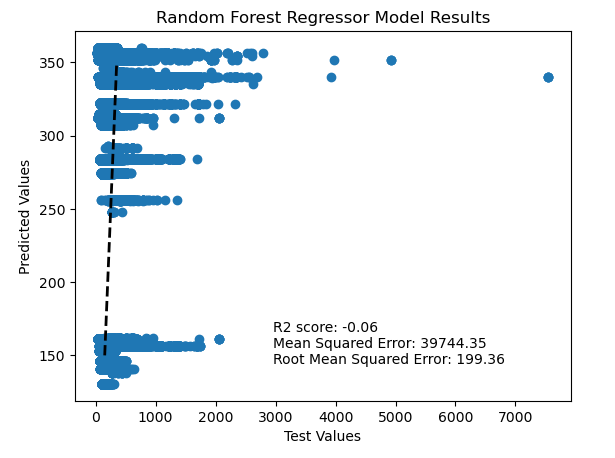 Random Forest Regressor Model Results
350
300
250
200
150
Predicted Values
R2 score: -0.06
Mean Squared Error: 39744.35
Root Mean Squared Error: 199.36
0 1000 2000 3000 4000 5000 6000 7000
Test Values